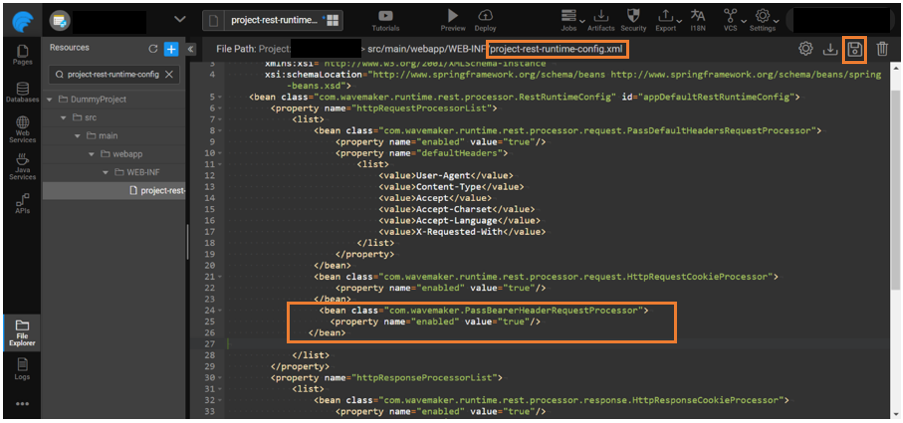 project-rest-runtime...
Tutorials
Preview
Deploy
Jobs
Artifacts
Security
Export
I18N
VCS
Settings
Pages
Databases
Web
Services
Java
Services
APIs
File
Explorer
Logs
Resources
project-rest-runtime-config
DummyProject
src
main
webapp
WEB-INF
project-rest-
File Path: Project: > src/main/webapp/WEB-INF/project-rest-runtime-config.xml
3 xmlns:xsi="http://www.w3.org/2001/XMLSchema-instance"
4 xsi:schemaLocation="http://www.springframework.org/schema/beans http://www.springframework.org/schema/beans/spring
-beans.xsd">
5 <bean class="com.wavemaker.runtime.rest.processor.RestRuntimeConfig" id="appDefaultRestRuntimeConfig">
6 <property name="httpRequestProcessorList">
7 <list>
8 <bean class="com.wavemaker.runtime.rest.processor.request.PassDefaultHeadersRequestProcessor">
9 <property name="enabled" value="true"/>
10 <property name="defaultHeaders">
11 <list>
12 <value>User-Agent</value>
13 <value>Content-Type</value>
14 <value>Accept</value>
15 <value>Accept-Charset</value>
16 <value>Accept-Language</value>
17 <value>X-Requested-With</value>
18 </list>
19 </property>
20 </bean>
21 <bean class="com.wavemaker.runtime.rest.processor.request.HttpRequestCookieProcessor">
22 <property name="enabled" value="true"/>
23 </bean>
24 <bean class="com.wavemaker.PassBearerHeaderRequestProcessor">
25 <property name="enabled" value="true"/>
26 </bean>
27
28 </list>
29 </property>
30 <property name="httpResponseProcessorList">
31 <list>
32 <bean class="com.wavemaker.runtime.rest.processor.response.HttpResponseCookieProcessor">
33 <property name="enabled" value="true"/>